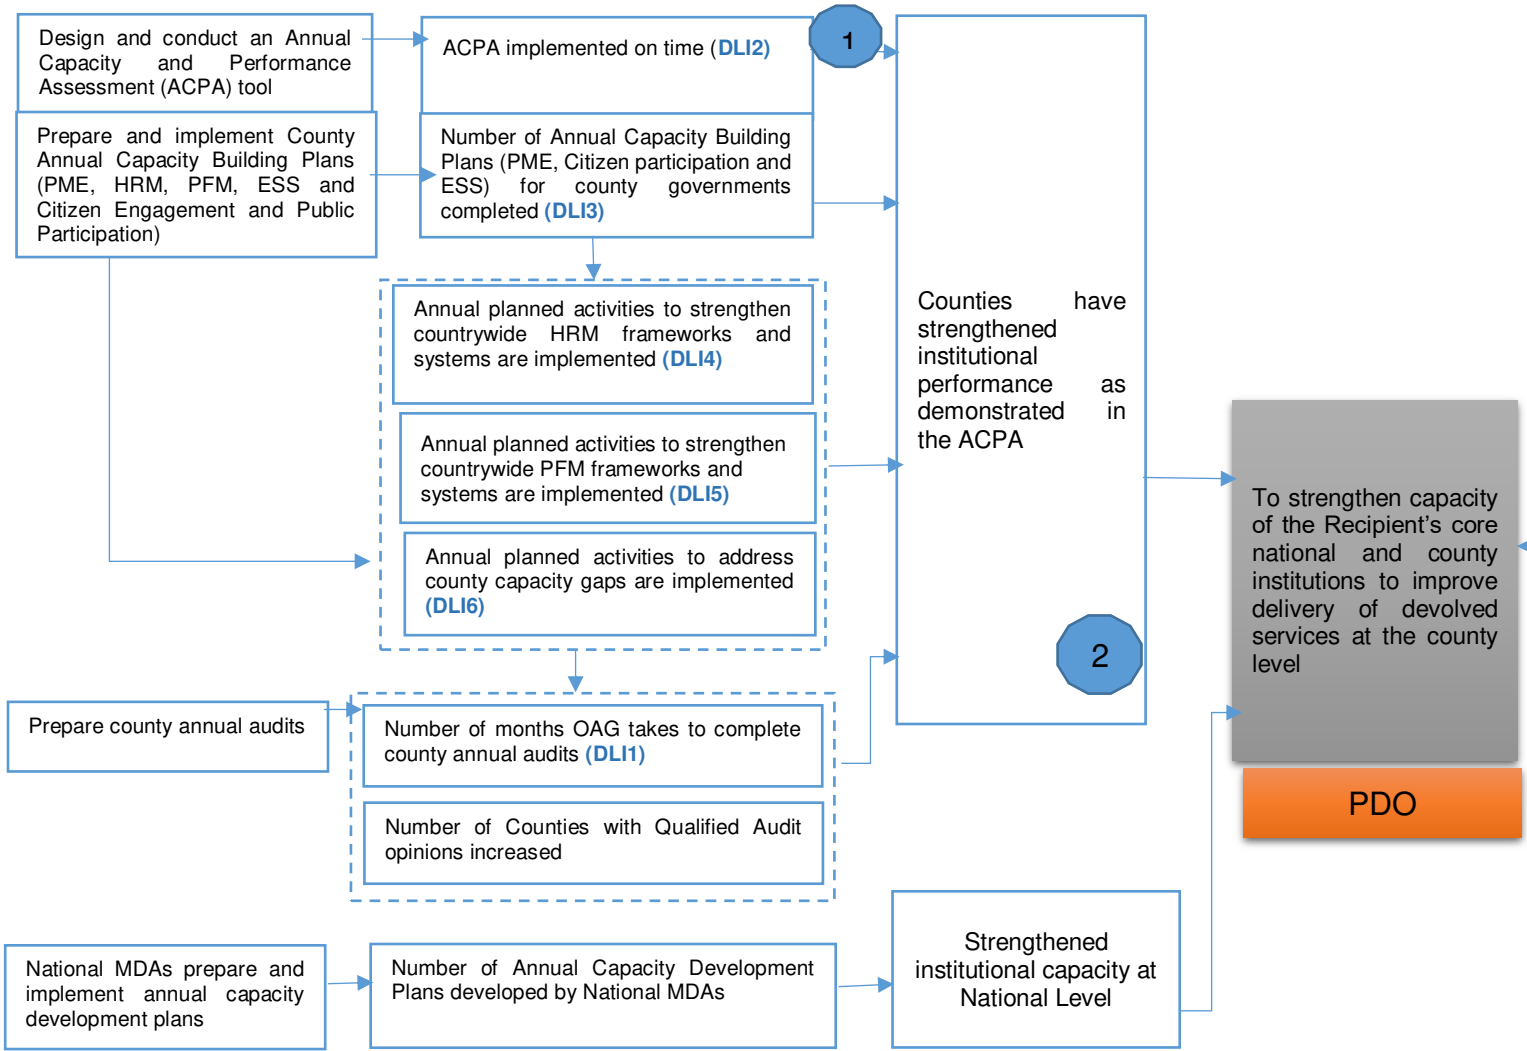 Design and conduct an Annual
Capacity and Performance
Assessment (ACPA) tool
ACPA implemented on time (DLI2)
1
Prepare and implement County
Annual Capacity Building Plans
(PME, HRM, PFM, ESS and
Citizen Engagement and Public
Participation)
Number of Annual Capacity Building
Plans (PME, Citizen participation and
ESS) for county governments
completed (DLI3)
Annual planned activities to strengthen
countrywide HRM frameworks and
systems are implemented (DLI4)
Annual planned activities to strengthen
countrywide PFM frameworks and
systems are implemented (DLI5)
Annual planned activities to address
county capacity gaps are implemented
(DLI6)
Counties have
strengthened
institutional
performance as
demonstrated in
the ACPA
2
To strengthen capacity
of the Recipient's core
national and county
institutions to improve
delivery of devolved
services at the county
level
PDO
Prepare county annual audits
Number of months OAG takes to complete
county annual audits (DLI1)
Number of Counties with Qualified Audit
opinions increased
National MDAs prepare and
implement annual capacity
development plans
Number of Annual Capacity Development
Plans developed by National MDAs
Strengthened
institutional capacity at
National Level